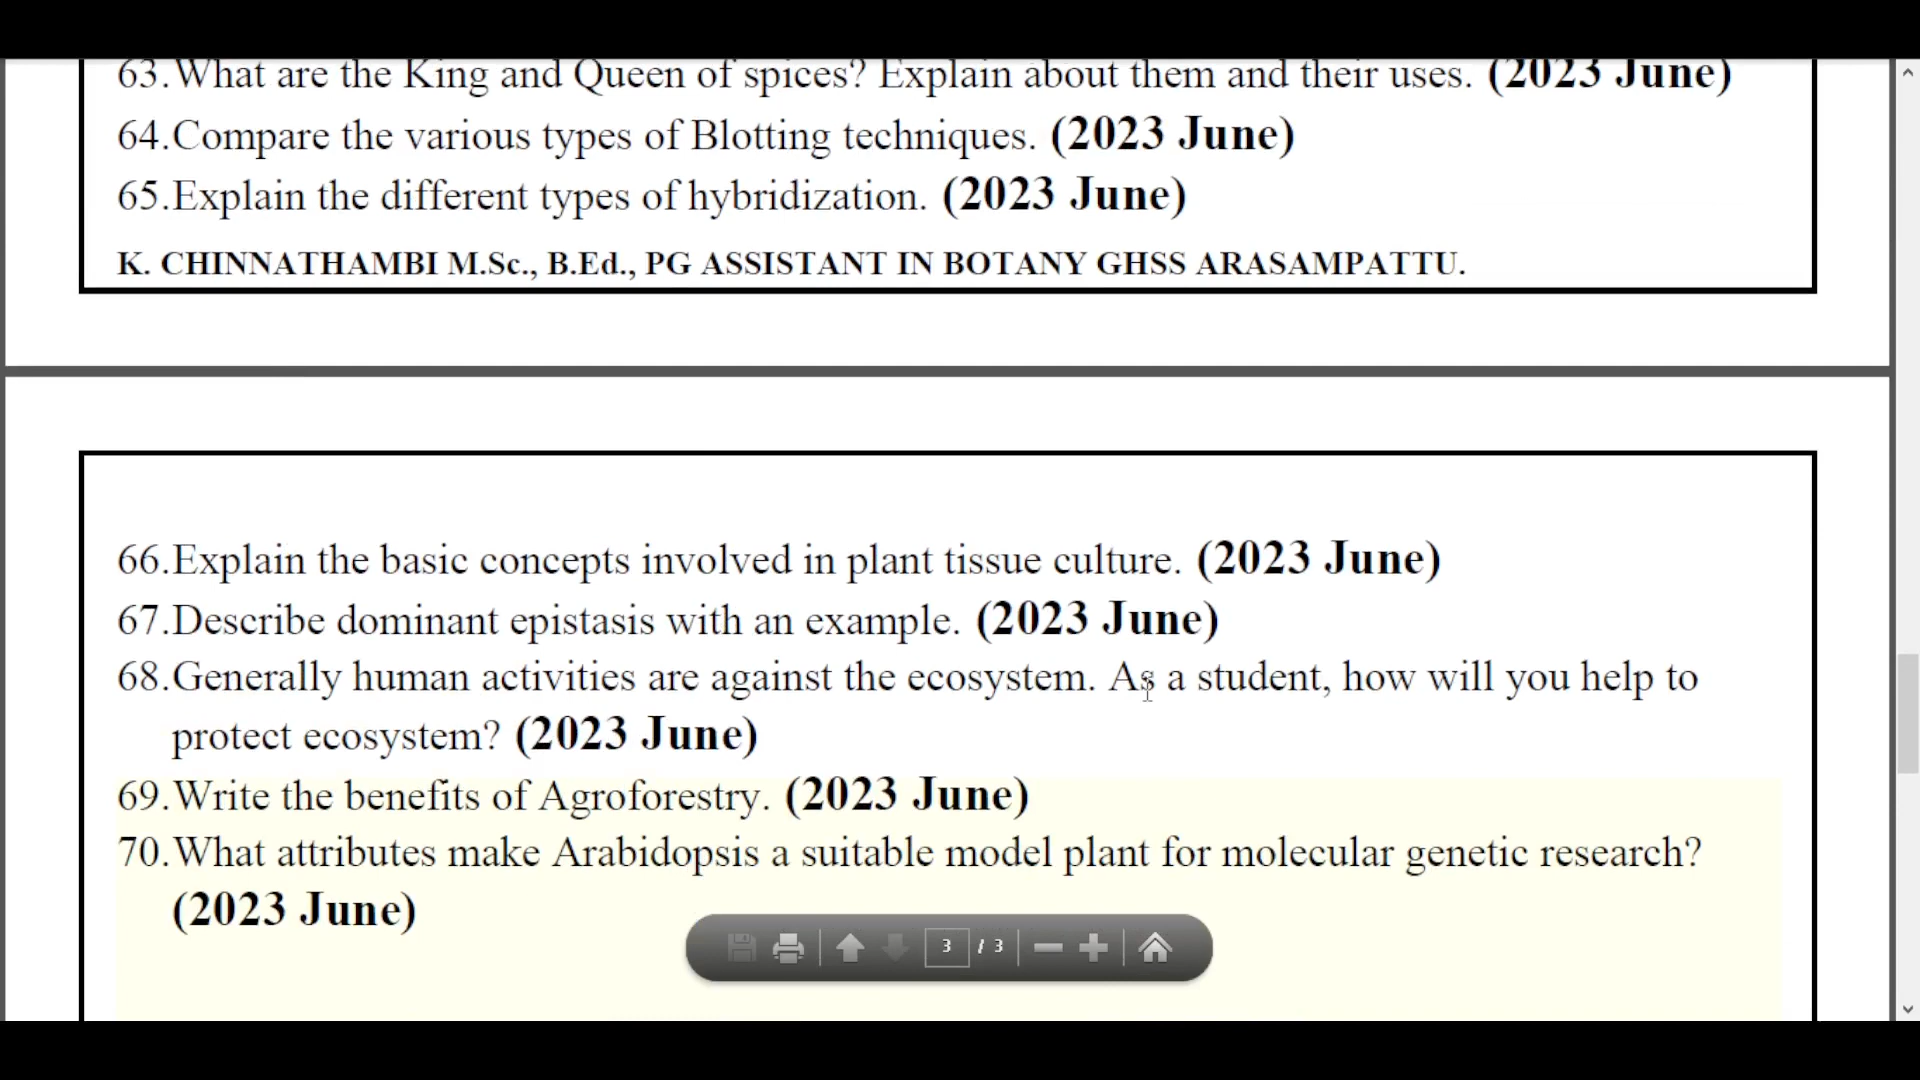 63.What are the King and Queen of spices? Explain about them and their uses. (2023 June)
64.Compare the various types of Blotting techniques. (2023 June)
65.Explain the different types of hybridization. (2023 June)
K. CHINNATHAMBI M.Sc., B.Ed., PG ASSISTANT IN BOTANY GHSS ARASAMPATTU.
66.Explain the basic concepts involved in plant tissue culture. (2023 June)
67.Describe dominant epistasis with an example. (2023 June)
68.Generally human activities are against the ecosystem. As a student, how will you help to
protect ecosystem? (2023 June)
69.Write the benefits of Agroforestry. (2023 June)
70.What attributes make Arabidopsis a suitable model plant for molecular genetic research?
(2023 June)
3 / 3